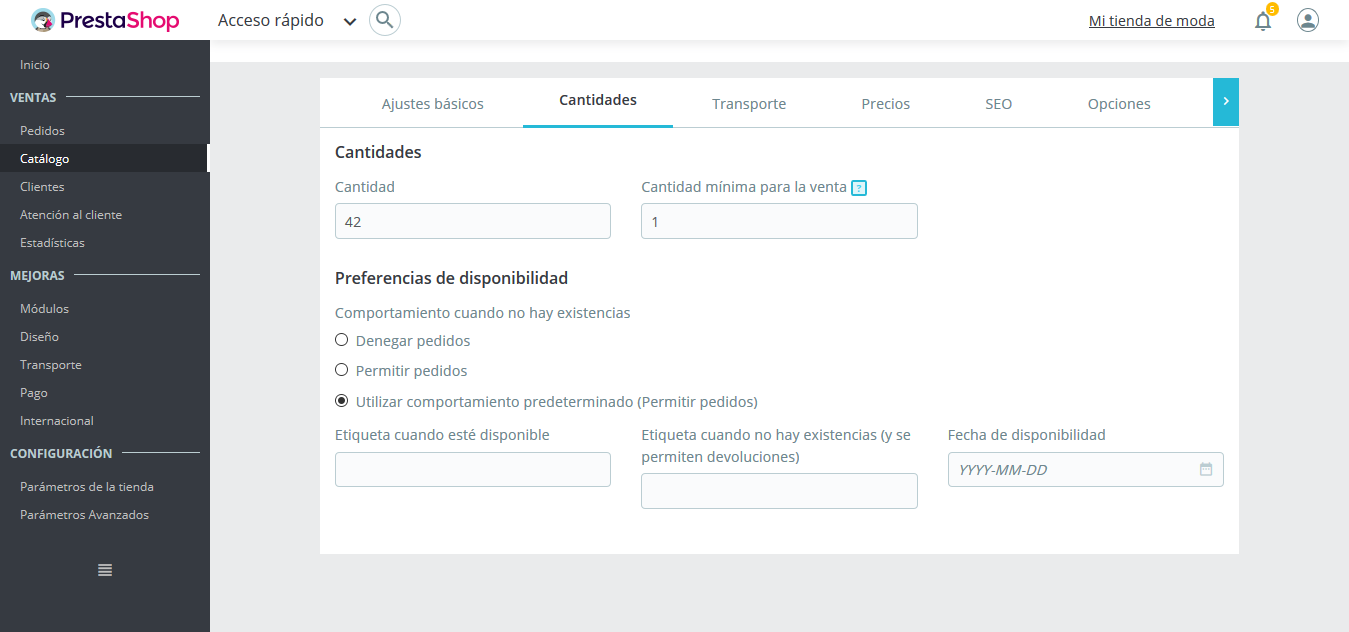 PrestaShop
Acceso rápido
Mi tienda de moda
5
Inicio
VENTAS
Pedidos
Catálogo
Clientes
Atención al cliente
Estadísticas
MEJORAS
Módulos
Diseño
Transporte
Pago
Internacional
CONFIGURACIÓN
Parámetros de la tienda
Parámetros Avanzados
Ajustes básicos
Cantidades
Transporte
Precios
SEO
Opciones
Cantidades
Cantidad
Cantidad mínima para la venta ?
42
1
Preferencias de disponibilidad
Comportamiento cuando no hay existencias
Denegar pedidos
Permitir pedidos
Utilizar comportamiento predeterminado (Permitir pedidos)
Etiqueta cuando esté disponible
Etiqueta cuando no hay existencias (y se
permiten devoluciones)
Fecha de disponibilidad
YYYY-MM-DD